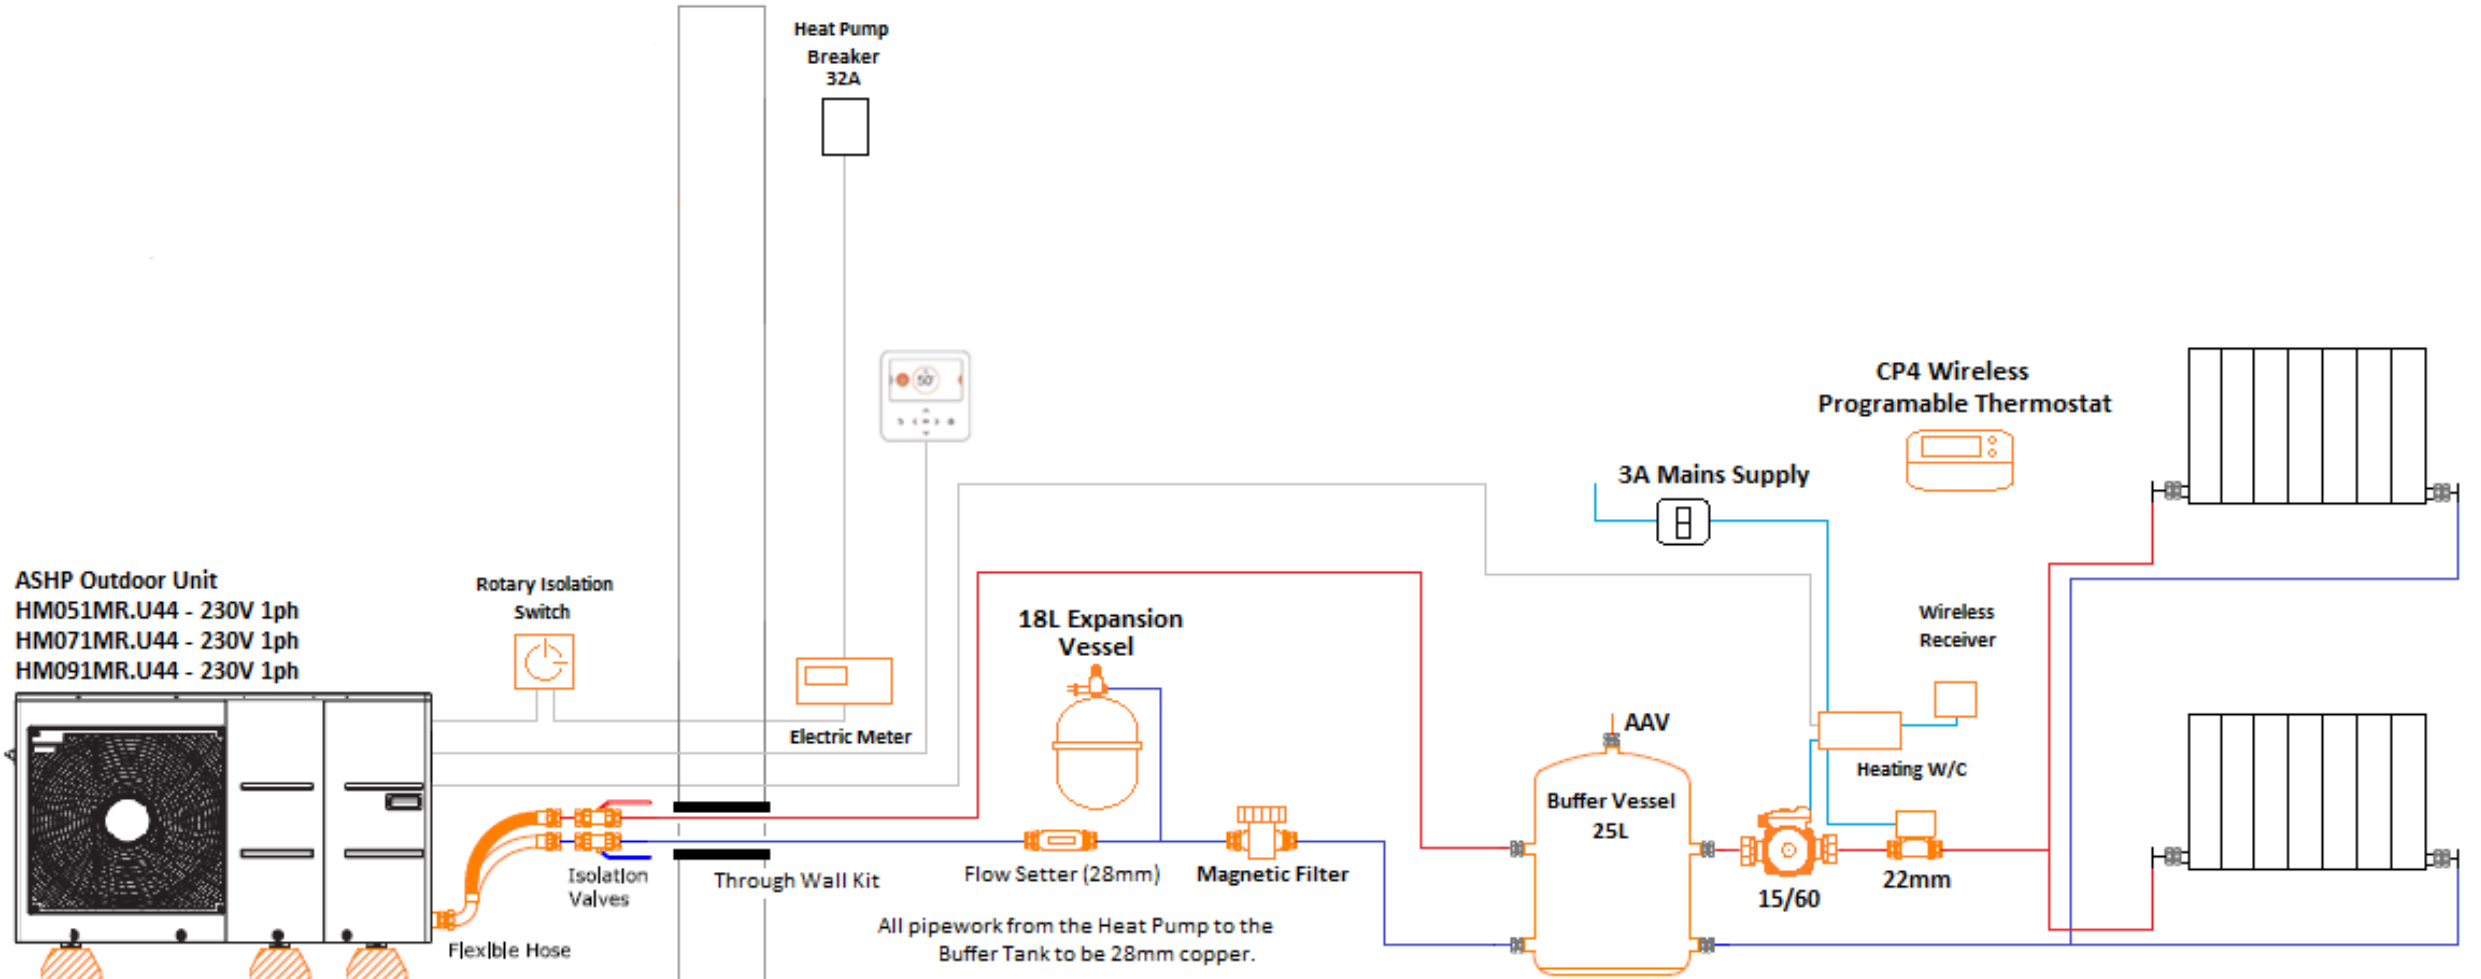 Heat Pump
Breaker
32A
50°
CP4 Wireless
Programable Thermostat
3A Mains Supply
ASHP Outdoor Unit
HM051MR.U44 - 230V 1ph
HM071MR.U44 - 230V 1ph
HM091MR.U44 - 230V 1ph
Rotary Isolation
Switch
18L Expansion
Vessel
Wireless
Receiver
Electric Meter
AAV
Heating W/C
Buffer Vessel
25L
Isolation
Valves
Through Wall Kit
Flow Setter (28mm)
Magnetic Filter
15/60
22mm
All pipework from the Heat Pump to the
Buffer Tank to be 28mm copper.
Flexible Hose